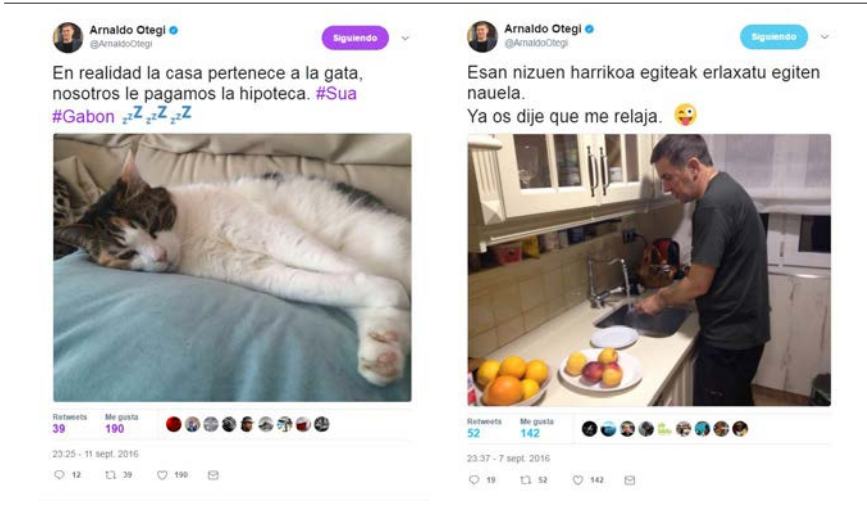 Arnaldo Otegi
@ArnaldoOtegi
Siguiendo
En realidad la casa pertenece a la gata,
nosotros le pagamos la hipoteca. #Sua
#Gabon zzZ zzZ zzZ
Retweets Me gusta
39 190
23:25 - 11 sept. 2016
12 39 190
Arnaldo Otegi
@ArnaldoOtegi
Siguiendo
Esan nizuen harrikoa egiteak erlaxatu egiten
nauela.
Ya os dije que me relaja. 😜
Retweets Me gusta
52 142
23:37 - 7 sept. 2016
19 52 142